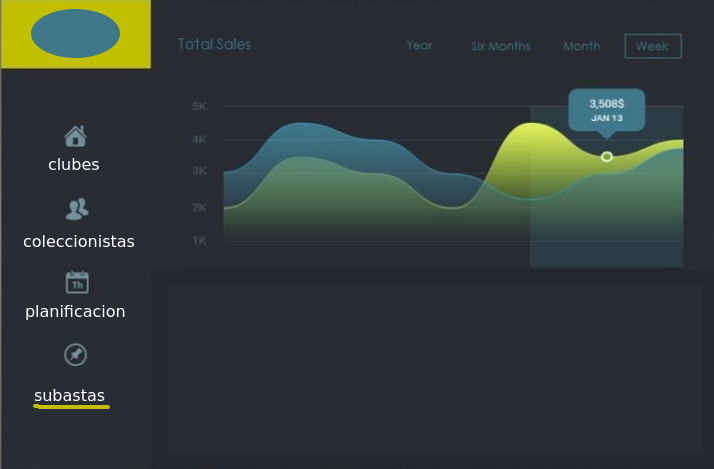 Total Sales
Year
Six Months
Month
Week
3,508$
JAN 13
5K
4K
3K
2K
1K
clubes
coleccionistas
Th
planificacion
subastas